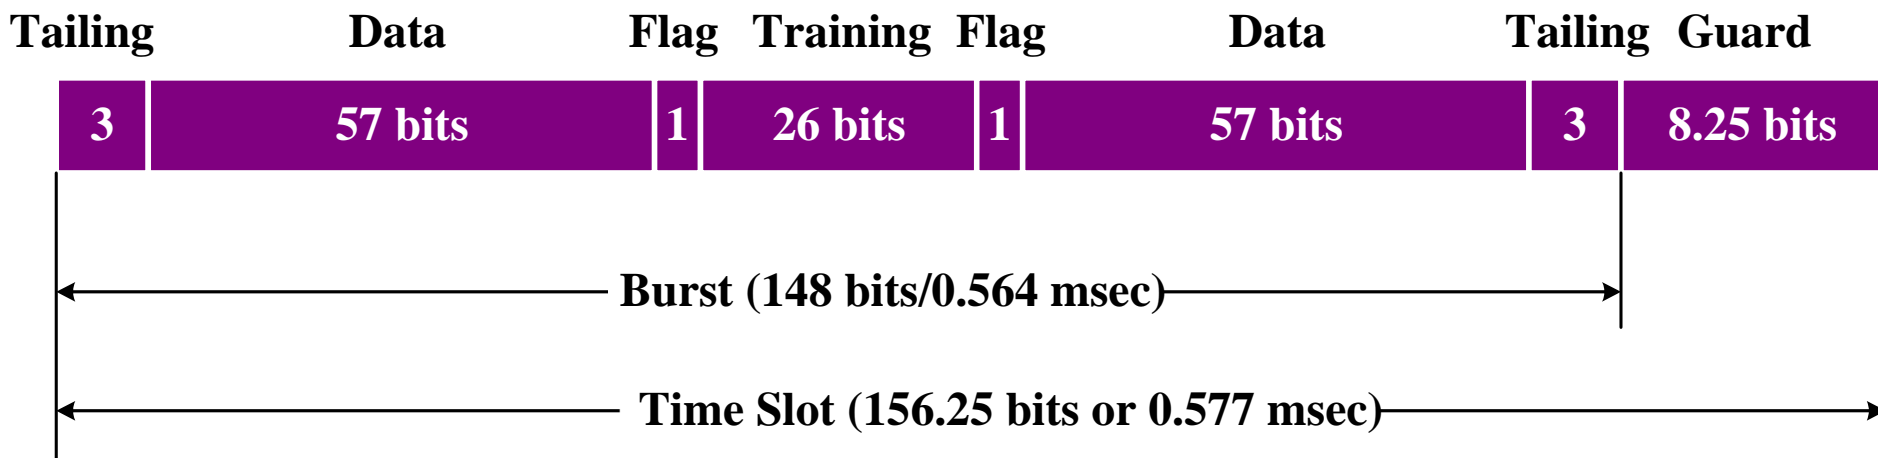 Tailing Data Flag Training Flag Data Tailing Guard
3 57 bits 1 26 bits 1 57 bits 3 8.25 bits
Burst (148 bits/0.564 msec)
Time Slot (156.25 bits or 0.577 msec)